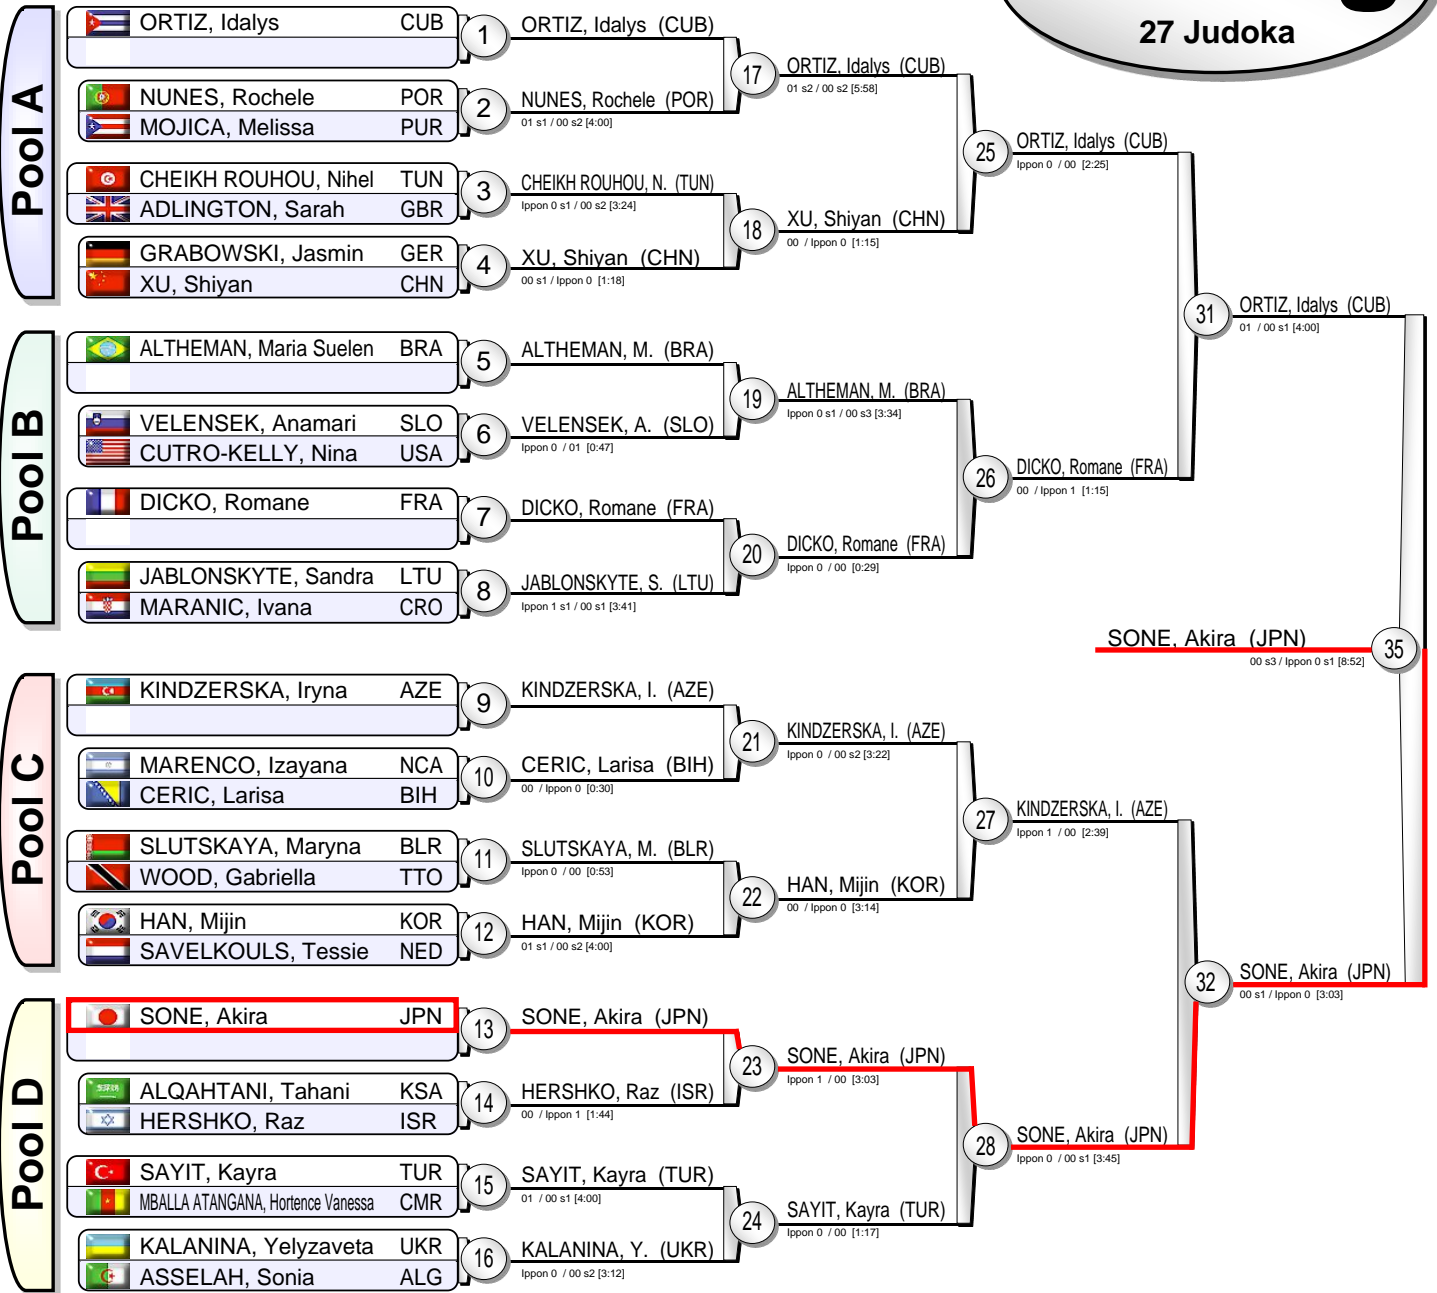 27 Judoka
Pool A
ORTIZ, Idalys CUB
1
NUNES, Rochele POR
MOJICA, Melissa PUR
2
CHEIKH ROUHOU, Nihel TUN
ADLINGTON, Sarah GBR
3
GRABOWSKI, Jasmin GER
XU, Shiyan CHN
4
Pool B
ALTHEMAN, Maria Suelen BRA
5
VELENSEK, Anamari SLO
CUTRO-KELLY, Nina USA
6
DICKO, Romane FRA
7
JABLONSKYTE, Sandra LTU
MARANIC, Ivana CRO
8
Pool C
KINDZERSKA, Iryna AZE
9
MARENCO, Izayana NCA
CERIC, Larisa BIH
10
SLUTSKAYA, Maryna BLR
WOOD, Gabriella TTO
11
HAN, Mijin KOR
SAVELKOULS, Tessie NED
12
Pool D
SONE, Akira JPN
13
ALQAHTANI, Tahani KSA
HERSHKO, Raz ISR
14
SAYIT, Kayra TUR
MBALLA ATANGANA, Hortence Vanessa CMR
15
KALANINA, Yelyzaveta UKR
ASSELAH, Sonia ALG
16
ORTIZ, Idalys (CUB)
NUNES, Rochele (POR)
01 s1 / 00 s2 [4:00]
17
CHEIKH ROUHOU, N. (TUN)
Ippon 0 s1 / 00 s2 [3:24]
XU, Shiyan (CHN)
00 s1 / Ippon 0 [1:18]
18
ALTHEMAN, M. (BRA)
VELENSEK, A. (SLO)
Ippon 0 / 01 [0:47]
19
DICKO, Romane (FRA)
JABLONSKYTE, S. (LTU)
Ippon 1 s1 / 00 s1 [3:41]
20
KINDZERSKA, I. (AZE)
CERIC, Larisa (BIH)
00 / Ippon 0 [0:30]
21
SLUTSKAYA, M. (BLR)
Ippon 0 / 00 [0:53]
HAN, Mijin (KOR)
01 s1 / 00 s2 [4:00]
22
SONE, Akira (JPN)
HERSHKO, Raz (ISR)
00 / Ippon 1 [1:44]
23
SAYIT, Kayra (TUR)
01 / 00 s1 [4:00]
KALANINA, Y. (UKR)
Ippon 0 / 00 s2 [3:12]
24
ORTIZ, Idalys (CUB)
01 s2 / 00 s2 [5:58]
XU, Shiyan (CHN)
00 / Ippon 0 [1:15]
25
ALTHEMAN, M. (BRA)
Ippon 0 s1 / 00 s3 [3:34]
DICKO, Romane (FRA)
Ippon 0 / 00 [0:29]
26
KINDZERSKA, I. (AZE)
Ippon 0 / 00 s2 [3:22]
HAN, Mijin (KOR)
00 / Ippon 0 [3:14]
27
SONE, Akira (JPN)
Ippon 1 / 00 [3:03]
SAYIT, Kayra (TUR)
Ippon 0 / 00 [1:17]
28
ORTIZ, Idalys (CUB)
Ippon 0 / 00 [2:25]
DICKO, Romane (FRA)
00 / Ippon 1 [1:15]
31
KINDZERSKA, I. (AZE)
Ippon 1 / 00 [2:39]
SONE, Akira (JPN)
Ippon 0 / 00 s1 [3:45]
32
ORTIZ, Idalys (CUB)
01 / 00 s1 [4:00]
SONE, Akira (JPN)
00 s1 / Ippon 0 [3:03]
35
SONE, Akira (JPN)
00 s3 / Ippon 0 s1 [8:52]